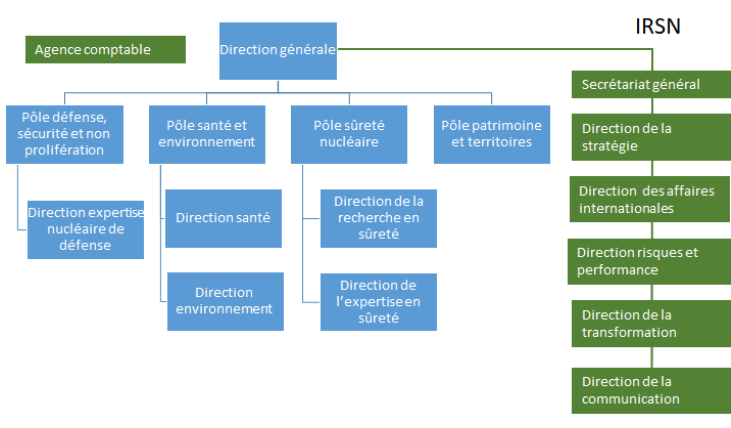 IRSN
Agence comptable
Direction générale
Secrétariat général
Pôle défense,
sécurité et non
prolifération
Pôle santé et
environnement
Pôle sûreté
nucléaire
Pôle patrimoine
et territoires
Direction de la
stratégie
Direction des affaires
internationales
Direction expertise
nucléaire de
défense
Direction santé
Direction de la
recherche en
sûreté
Direction risques et
performance
Direction
environnement
Direction de
l'expertise en
sûreté
Direction de la
transformation
Direction de la
communication